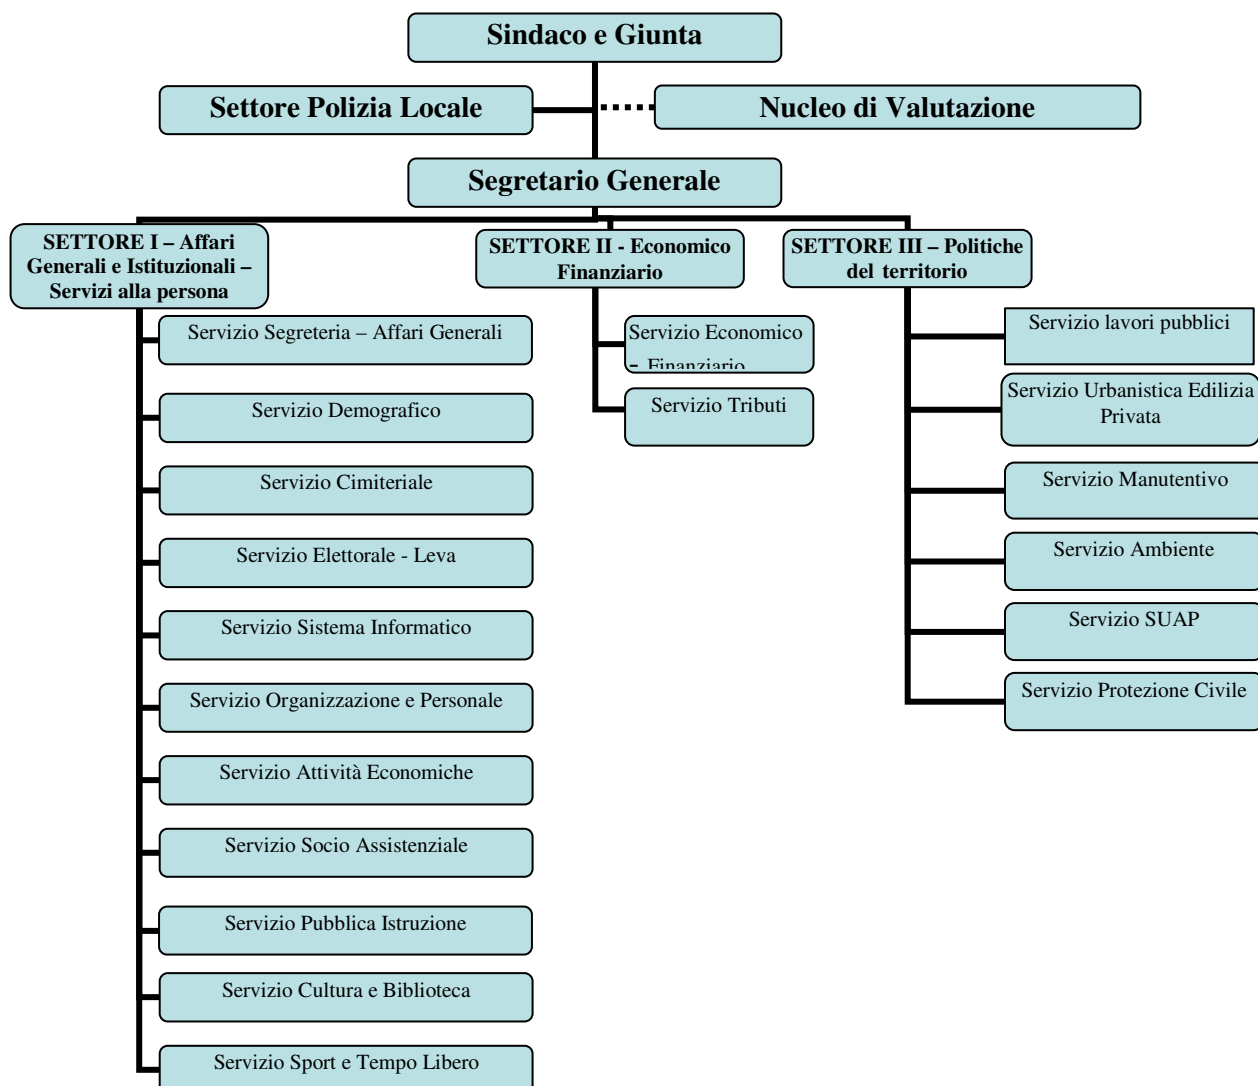 Sindaco e Giunta
Settore Polizia Locale
Nucleo di Valutazione
Segretario Generale
SETTORE I – Affari
Generali e Istituzionali –
Servizi alla persona
SETTORE II - Economico
Finanziario
SETTORE III – Politiche
del territorio
Servizio Segreteria – Affari Generali
Servizio Demografico
Servizio Cimiteriale
Servizio Elettorale - Leva
Servizio Sistema Informatico
Servizio Organizzazione e Personale
Servizio Attività Economiche
Servizio Socio Assistenziale
Servizio Pubblica Istruzione
Servizio Cultura e Biblioteca
Servizio Sport e Tempo Libero
Servizio Economico
– Finanziario
Servizio Tributi
Servizio lavori pubblici
Servizio Urbanistica Edilizia
Privata
Servizio Manutentivo
Servizio Ambiente
Servizio SUAP
Servizio Protezione Civile